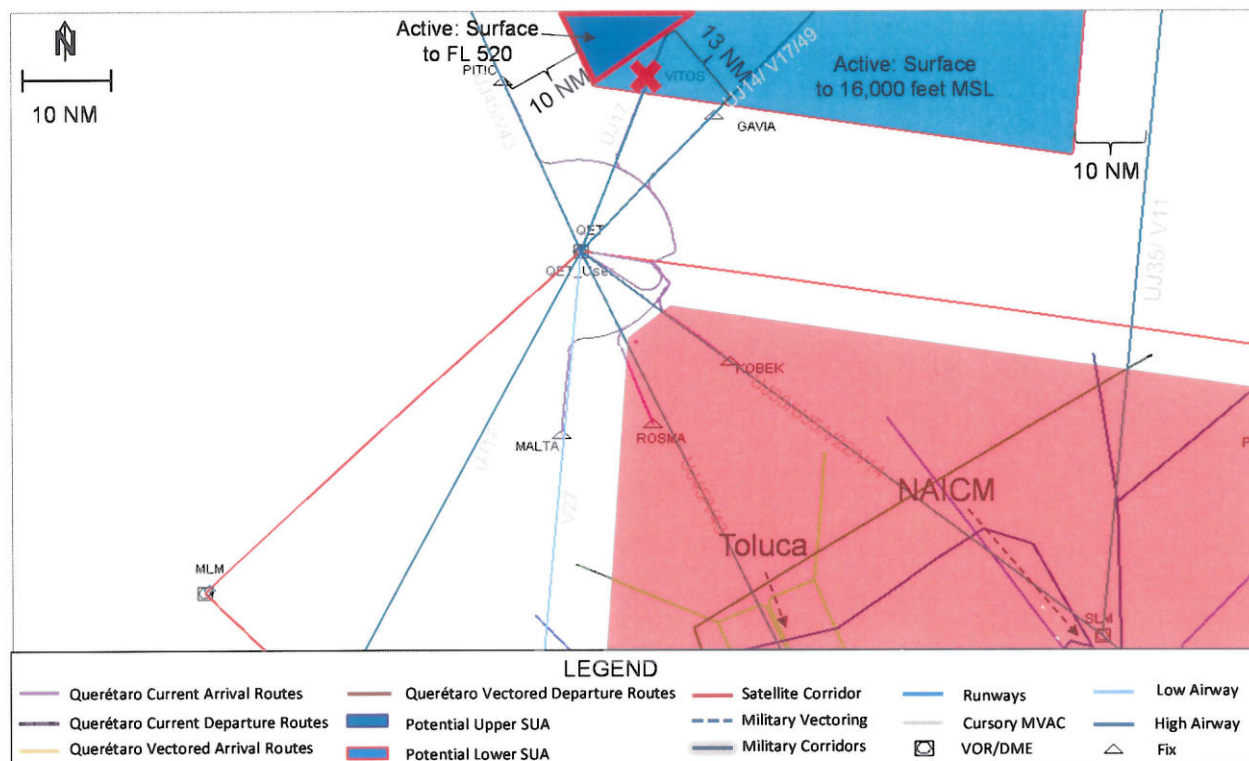 N
10 NM
Active: Surface
to FL 520
PITIC
10 NM
13 NM
VITOS
UJ14/ V17/49
GAVIA
Active: Surface
to 16,000 feet MSL
10 NM
UJ17
UJ35/ V11
QET
QET_User
KOBEK
ROSMA
MALTA
V27
MLM
NAICM
Toluca
SLM
LEGEND
Querétaro Current Arrival Routes
Querétaro Current Departure Routes
Querétaro Vectored Arrival Routes
Querétaro Vectored Departure Routes
Potential Upper SUA
Potential Lower SUA
Satellite Corridor
Military Vectoring
Military Corridors
Runways
Cursory MVAC
VOR/DME
Low Airway
High Airway
Fix